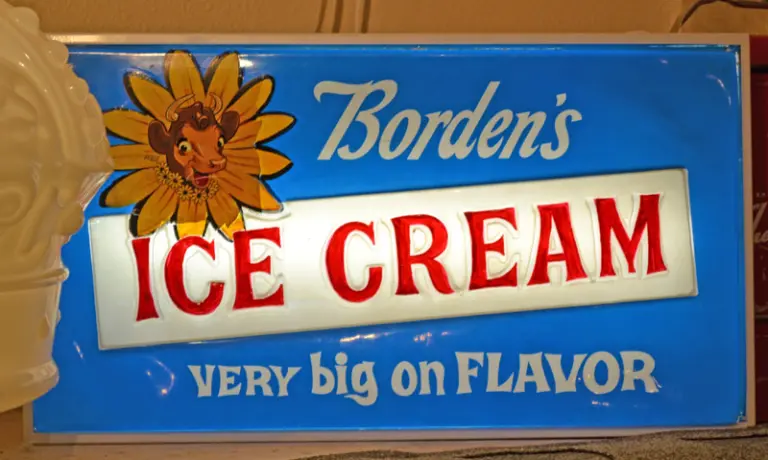 Borden's
ICE CREAM
VERY big on FLAVOR